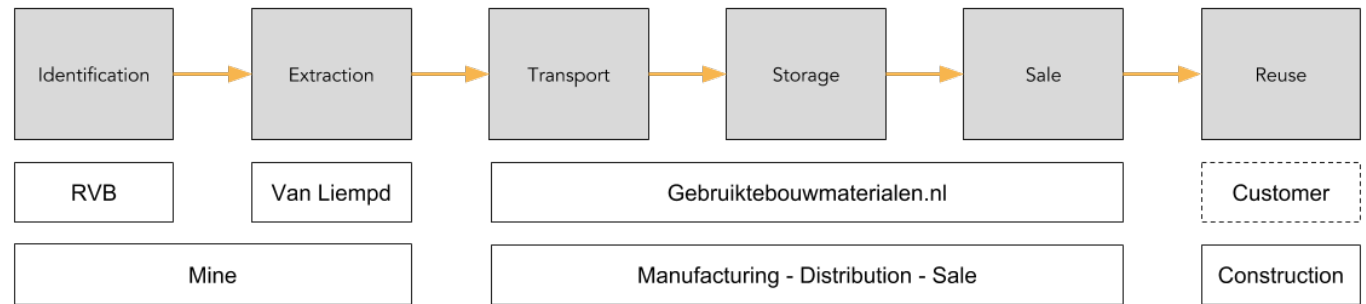 Identification
Extraction
Transport
Storage
Sale
Reuse
RVB
Van Liempd
Gebruiktebouwmaterialen.nl
Customer
Mine
Manufacturing - Distribution - Sale
Construction